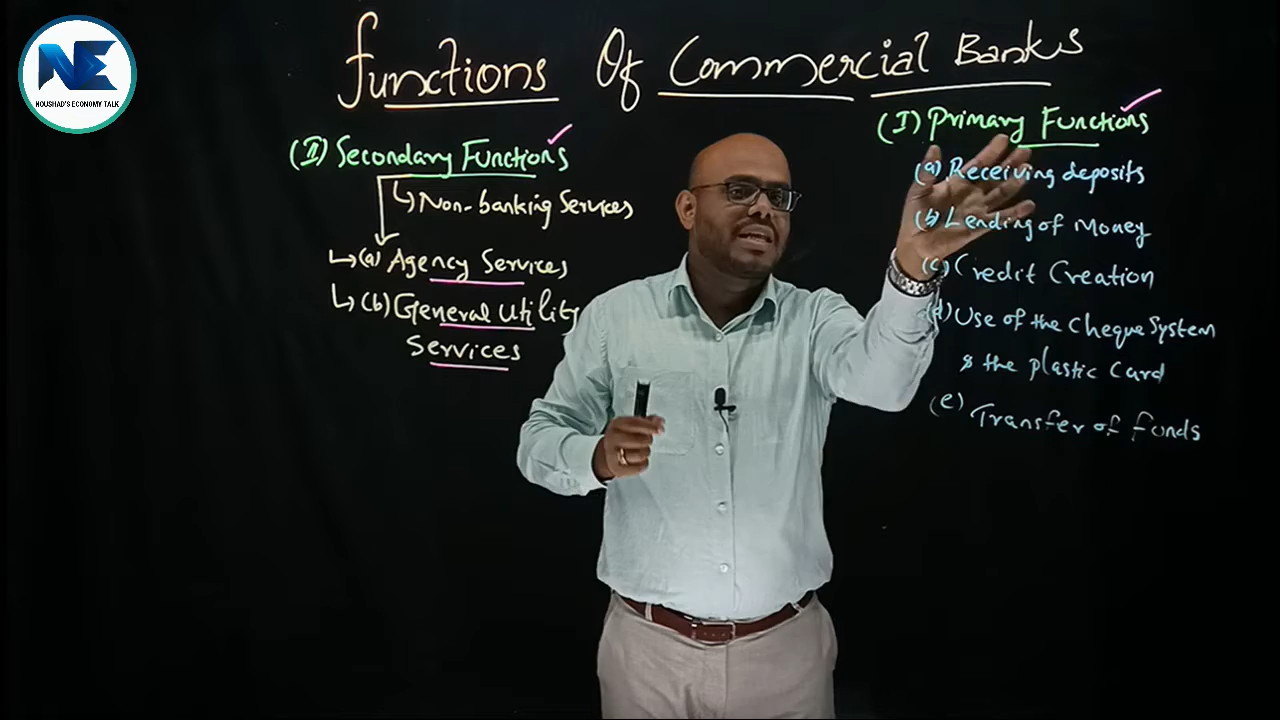 NE
NOUSHAD'S ECONOMY TALK
Functions Of Commercial Banks
(II) Secondary Functions
↳ Non-banking Services
↳ (a) Agency Services
↳ (b) General Utility
Services
(I) Primary Functions
(a) Receiving deposits
(b) Lending of Money
(c) Credit Creation
(d) Use of the Cheque System
& the Plastic Card
(e) Transfer of funds